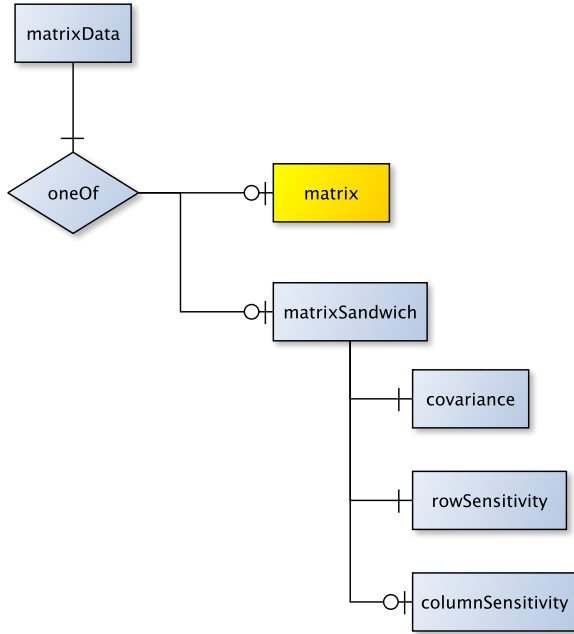 matrixData
oneOf
matrix
matrixSandwich
covariance
rowSensitivity
columnSensitivity